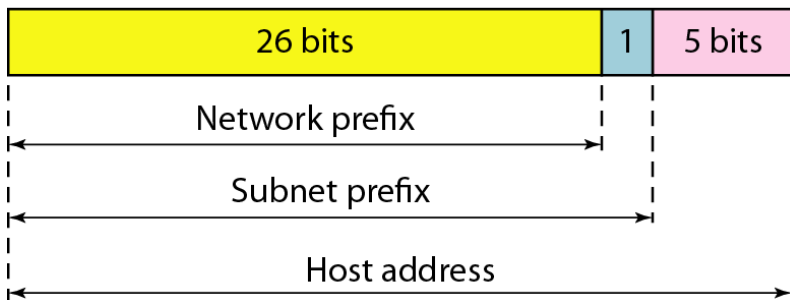 26 bits 1 5 bits
Network prefix
Subnet prefix
Host address